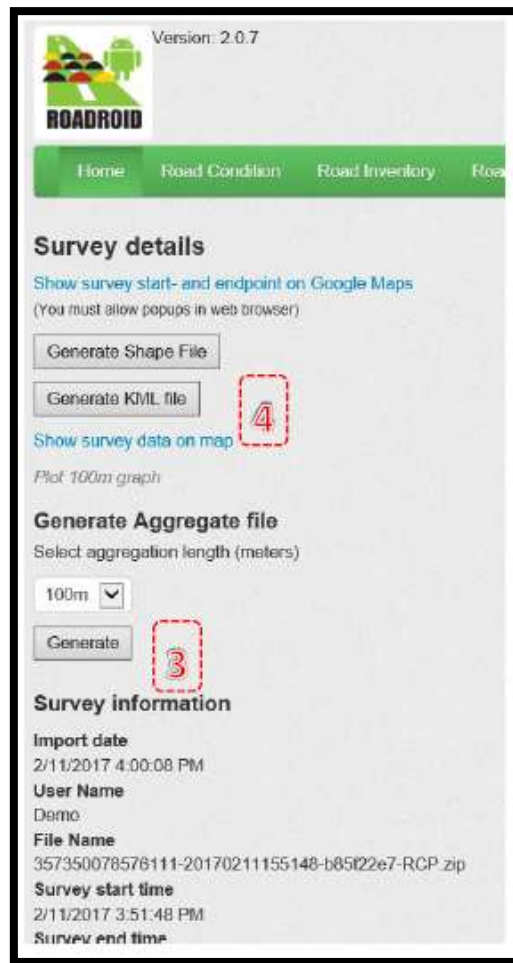 Version: 2.0.7
ROADROID
Home Road Condition Road Inventory Roa
Survey details
Show survey start- and endpoint on Google Maps
(You must allow popups in web browser)
Generate Shape File
Generate KML file
4
Show survey data on map
Plot 100m graph
Generate Aggregate file
Select aggregation length (meters)
100m
Generate
3
Survey information
Import date
2/11/2017 4:00:08 PM
User Name
Demo
File Name
357350078576111-20170211155148-b85f22e7-RCP.zip
Survey start time
2/11/2017 3:51:48 PM
Survey end time